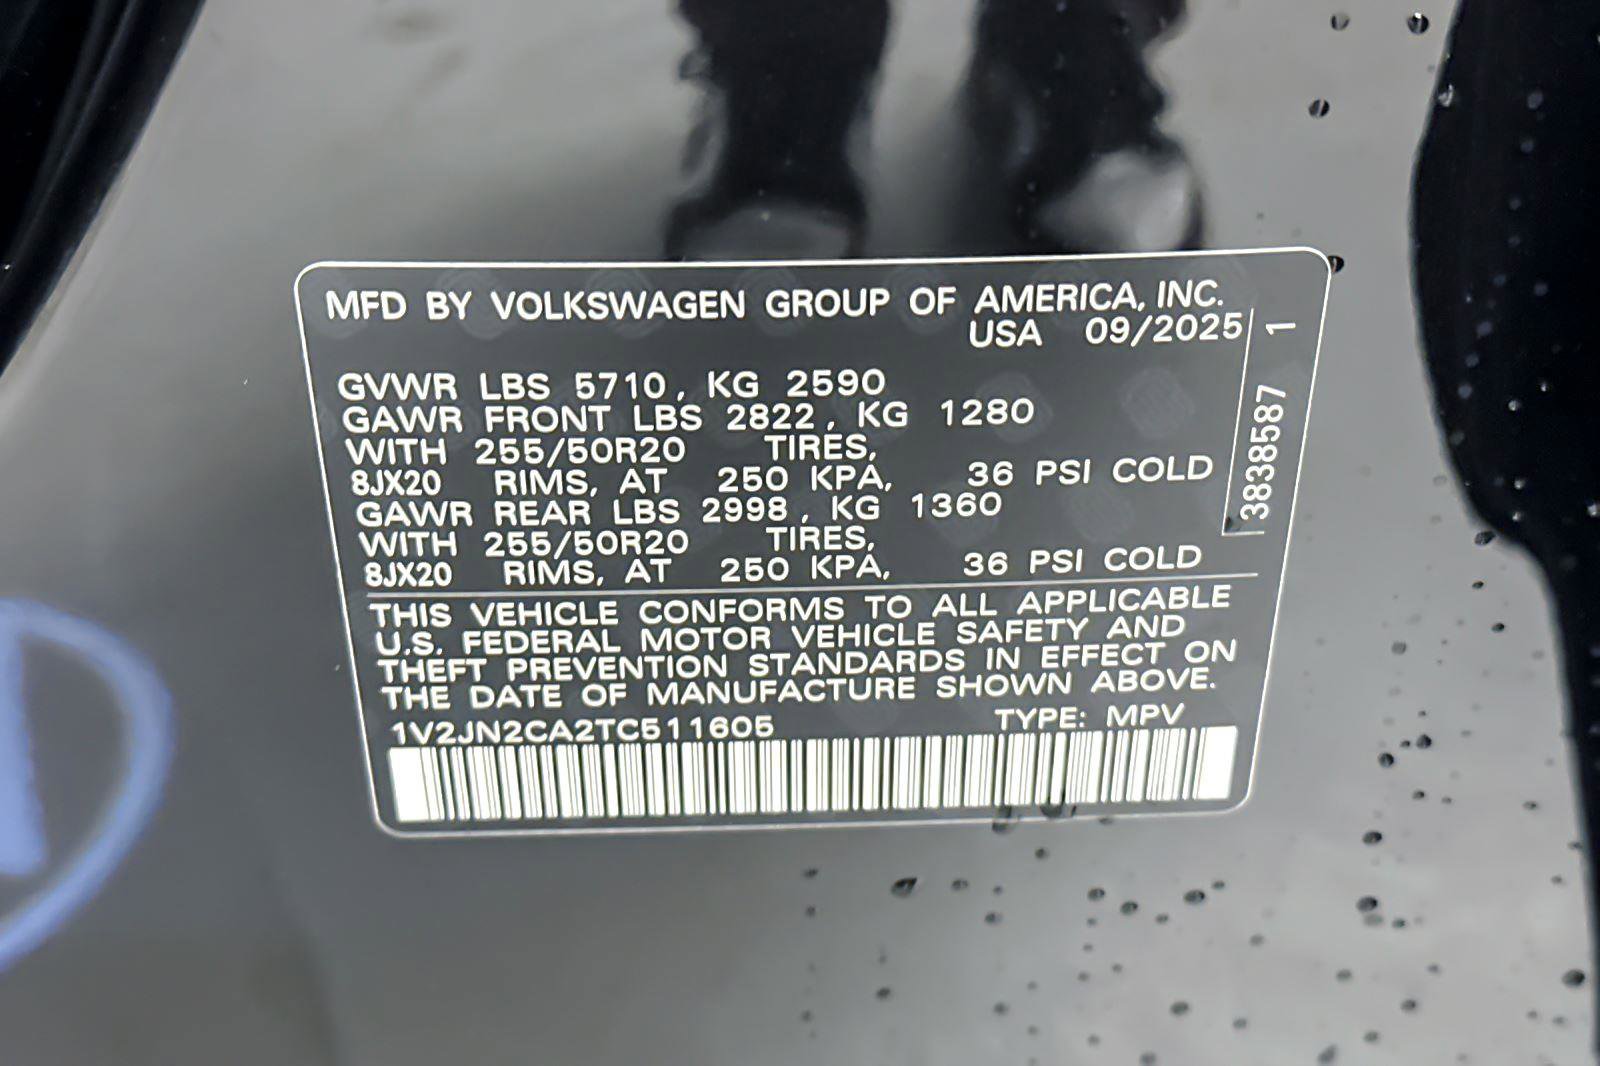 MFD BY VOLKSWAGEN GROUP OF AMERICA, INC.
USA 09/2025
GVWR LBS 5710, KG 2590
GAWR FRONT LBS 2822, KG 1280
WITH 255/50R20 TIRES,
8JX20 RIMS, AT 250 KPA, 36 PSI COLD
GAWR REAR LBS 2998, KG 1360
WITH 255/50R20 TIRES,
8JX20 RIMS, AT 250 KPA, 36 PSI COLD
THIS VEHICLE CONFORMS TO ALL APPLICABLE
U.S. FEDERAL MOTOR VEHICLE SAFETY AND
THEFT PREVENTION STANDARDS IN EFFECT ON
THE DATE OF MANUFACTURE SHOWN ABOVE.
1V2JN2CA2TC511605 TYPE: MPV
3838587 1